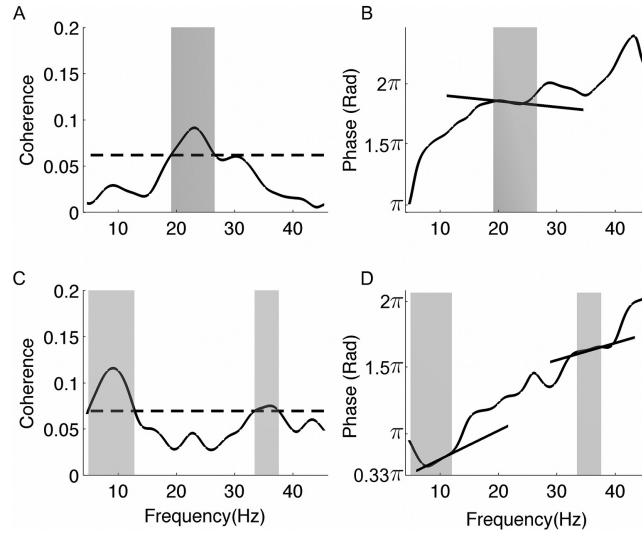 A
Coherence
0.2
0.15
0.1
0.05
0
10 20 30 40
B
Phase (Rad)
2π
1.5π
π
10 20 30 40
C
Coherence
0.2
0.15
0.1
0.05
0
10 20 30 40
Frequency(Hz)
D
Phase (Rad)
2π
1.5π
π
0.33π
10 20 30 40
Frequency(Hz)